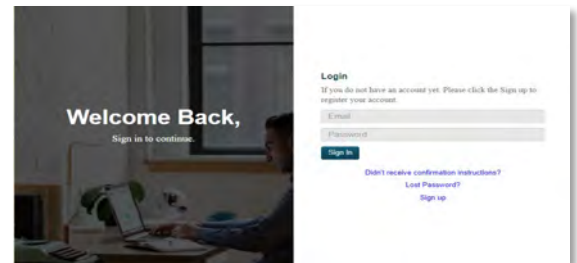 Welcome Back,
Sign in to continue.
Login
If you do not have an account yet. Please click the Sign up to
register your account
Email
Password
Sign In
Didn't receive confirmation instructions?
Lost Password?
Sign up